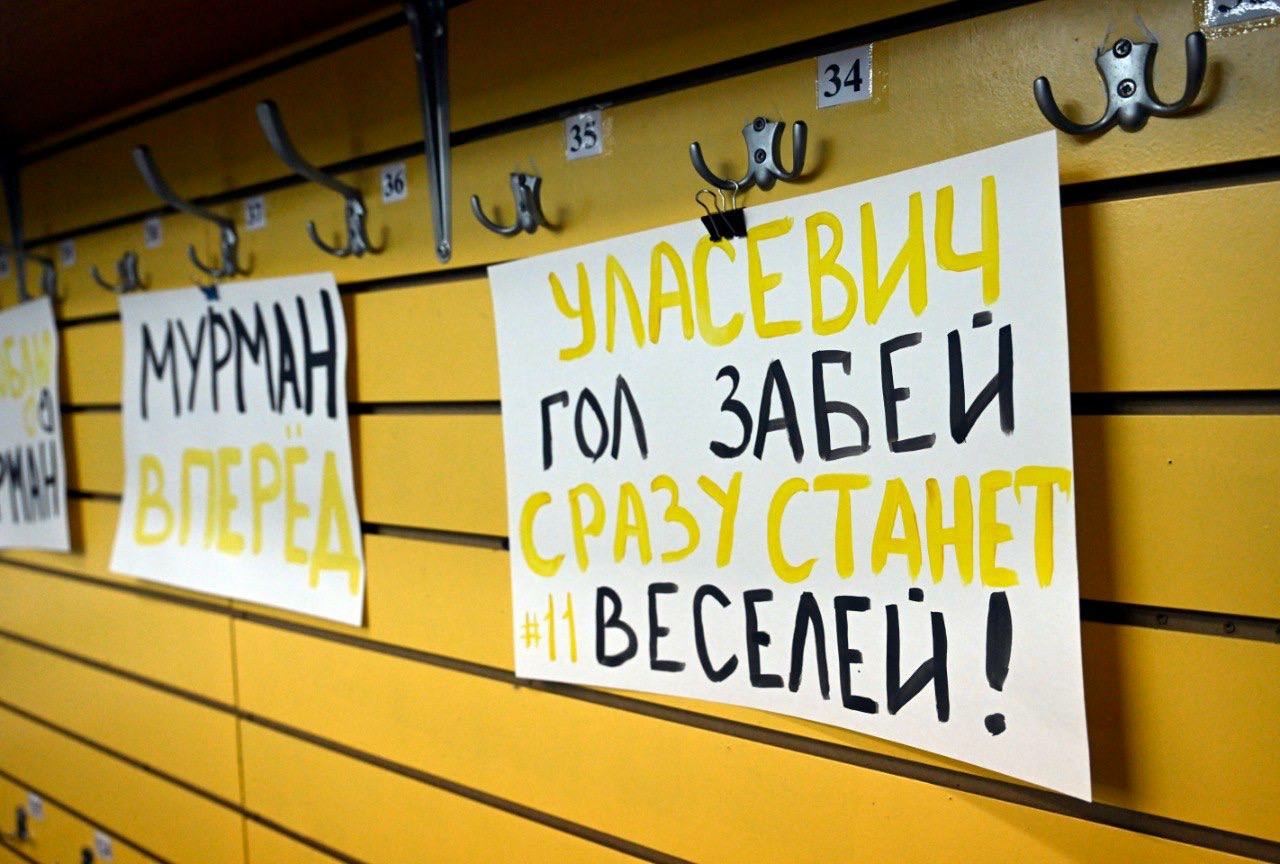 34
35
36
37
УЛАСЕВИЧ
ГОЛ ЗАБЕЙ
СРАЗУ СТАНЕТ
#11 ВЕСЕЛЕЙ!
МУРМАН
ВПЕРЁД